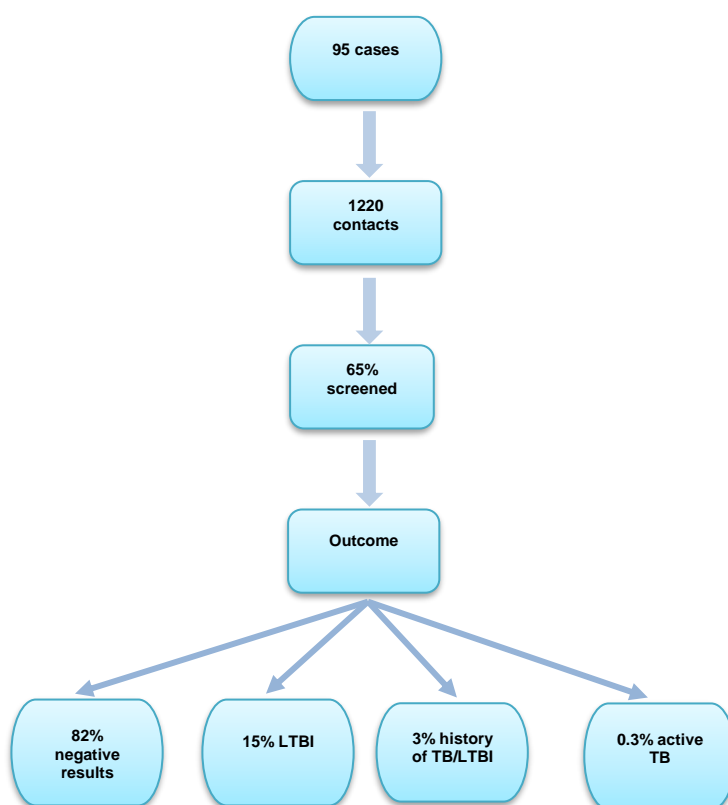 95 cases
1220
contacts
65%
screened
Outcome
82%
negative
results
15% LTBI
3% history
of TB/LTBI
0.3% active
TB